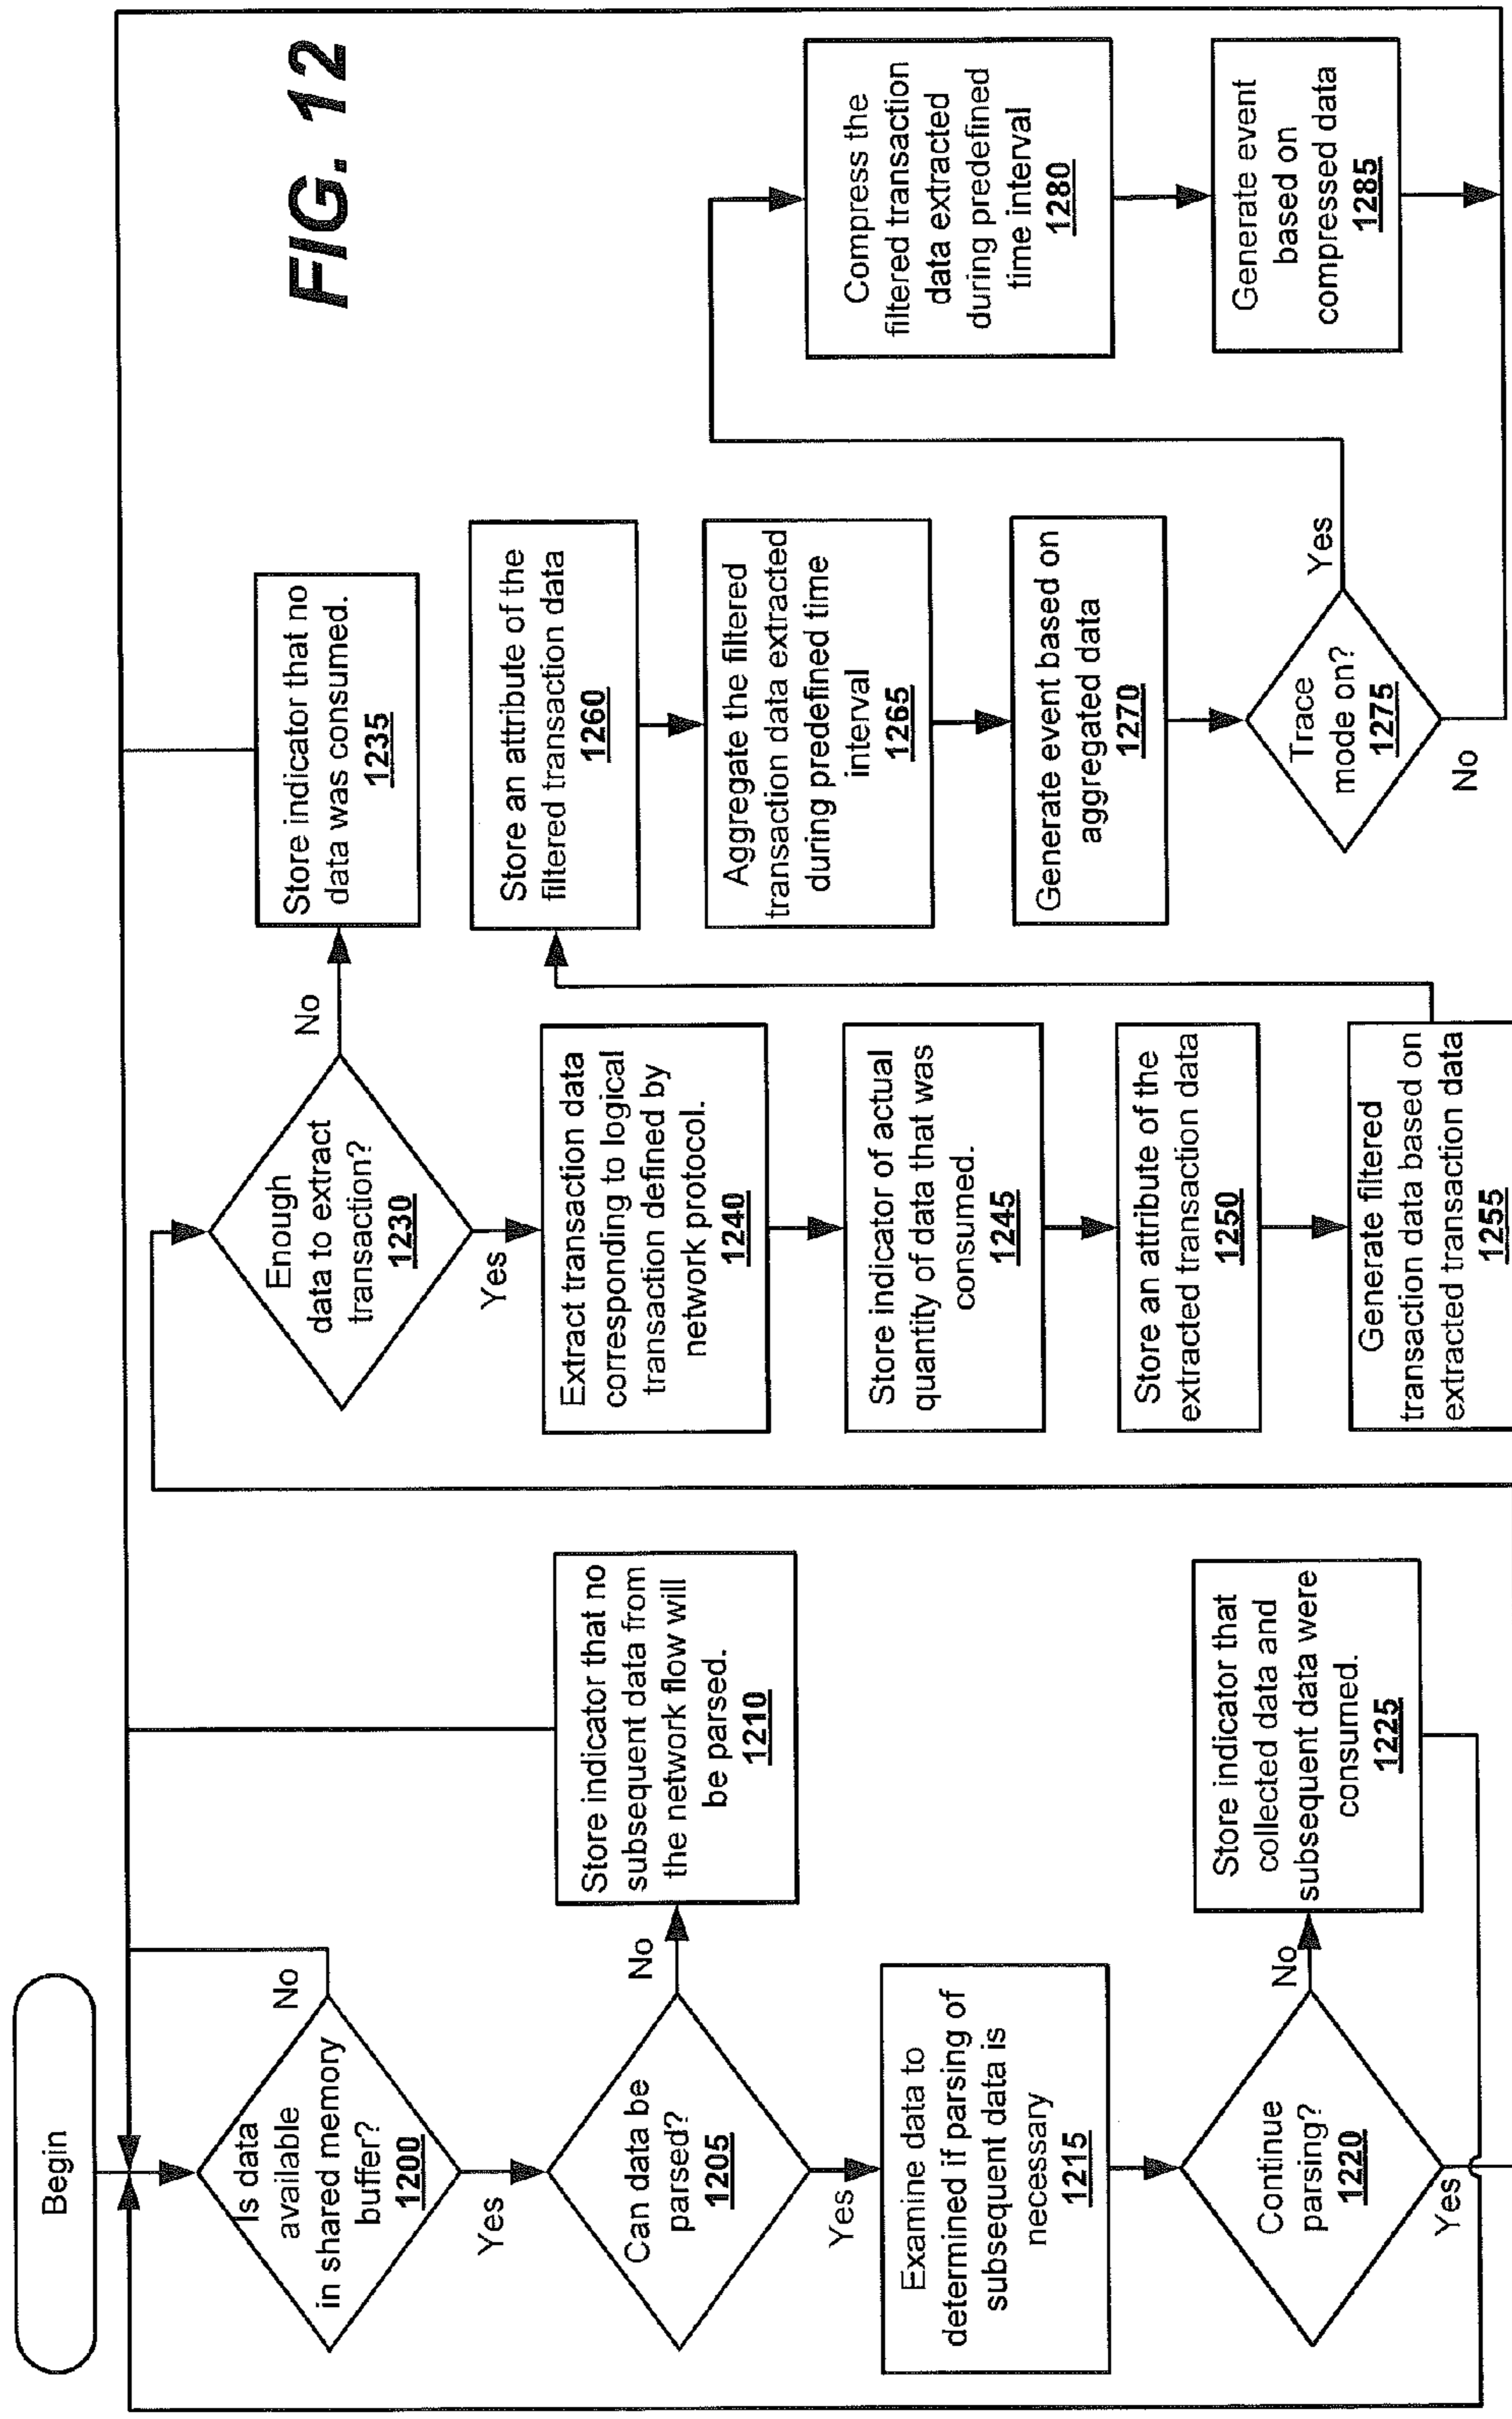 FIG. 12
Begin
Is data
available
in shared memory
buffer?
1200
No
Yes
Can data be
parsed?
1205
No
Store indicator that no
subsequent data from
the network flow will
be parsed.
1210
Yes
Examine data to
determined if parsing of
subsequent data is
necessary
1215
Continue
parsing?
1220
No
Store indicator that
collected data and
subsequent data were
consumed.
1225
Yes
Enough
data to extract
transaction?
1230
No
Store indicator that no
data was consumed.
1235
Yes
Extract transaction data
corresponding to logical
transaction defined by
network protocol.
1240
Store indicator of actual
quantity of data that was
consumed.
1245
Store an attribute of the
extracted transaction data
1250
Generate filtered
transaction data based on
extracted transaction data
1255
Store an attribute of the
filtered transaction data
1260
Aggregate the filtered
transaction data extracted
during predefined time
interval
1265
Generate event based on
aggregated data
1270
Trace
mode on?
1275
Yes
No
Compress the
filtered transaction
data extracted
during predefined
time interval
1280
Generate event
based on
compressed data
1285